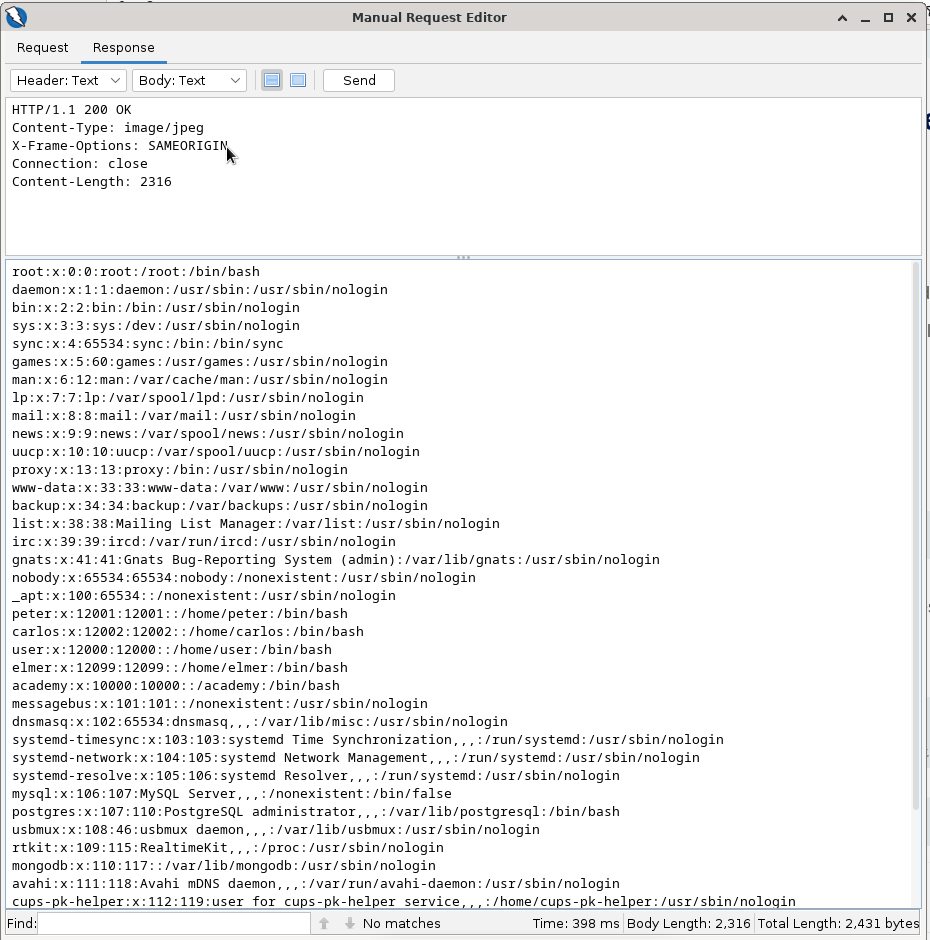 Manual Request Editor
Request Response
Header: Text Body: Text Send
HTTP/1.1 200 OK
Content-Type: image/jpeg
X-Frame-Options: SAMEORIGIN
Connection: close
Content-Length: 2316
root:x:0:0:root:/root:/bin/bash
daemon:x:1:1:daemon:/usr/sbin:/usr/sbin/nologin
bin:x:2:2:bin:/bin:/usr/sbin/nologin
sys:x:3:3:sys:/dev:/usr/sbin/nologin
sync:x:4:65534:sync:/bin:/bin/sync
games:x:5:60:games:/usr/games:/usr/sbin/nologin
man:x:6:12:man:/var/cache/man:/usr/sbin/nologin
lp:x:7:7:lp:/var/spool/lpd:/usr/sbin/nologin
mail:x:8:8:mail:/var/mail:/usr/sbin/nologin
news:x:9:9:news:/var/spool/news:/usr/sbin/nologin
uucp:x:10:10:uucp:/var/spool/uucp:/usr/sbin/nologin
proxy:x:13:13:proxy:/bin:/usr/sbin/nologin
www-data:x:33:33:www-data:/var/www:/usr/sbin/nologin
backup:x:34:34:backup:/var/backups:/usr/sbin/nologin
list:x:38:38:Mailing List Manager:/var/list:/usr/sbin/nologin
irc:x:39:39:ircd:/var/run/ircd:/usr/sbin/nologin
gnats:x:41:41:Gnats Bug-Reporting System (admin):/var/lib/gnats:/usr/sbin/nologin
nobody:x:65534:65534:nobody:/nonexistent:/usr/sbin/nologin
_apt:x:100:65534::/nonexistent:/usr/sbin/nologin
peter:x:12001:12001::/home/peter:/bin/bash
carlos:x:12002:12002::/home/carlos:/bin/bash
user:x:12000:12000::/home/user:/bin/bash
elmer:x:12099:12099::/home/elmer:/bin/bash
academy:x:10000:10000::/academy:/bin/bash
messagebus:x:101:101::/nonexistent:/usr/sbin/nologin
dnsmasq:x:102:65534:dnsmasq,,,:/var/lib/misc:/usr/sbin/nologin
systemd-timesync:x:103:103:systemd Time Synchronization,,,:/run/systemd:/usr/sbin/nologin
systemd-network:x:104:105:systemd Network Management,,,:/run/systemd:/usr/sbin/nologin
systemd-resolve:x:105:106:systemd Resolver,,,:/run/systemd:/usr/sbin/nologin
mysql:x:106:107:MySQL Server,,,:/nonexistent:/bin/false
postgres:x:107:110:PostgreSQL administrator,,,:/var/lib/postgresql:/bin/bash
usbmux:x:108:46:usbmux daemon,,,:/var/lib/usbmux:/usr/sbin/nologin
rtkit:x:109:115:RealtimeKit,,,:/proc:/usr/sbin/nologin
mongodb:x:110:117::/var/lib/mongodb:/usr/sbin/nologin
avahi:x:111:118:Avahi mDNS daemon,,,:/var/run/avahi-daemon:/usr/sbin/nologin
cups-pk-helper:x:112:119:user for cups-pk-helper service,,,:/home/cups-pk-helper:/usr/sbin/nologin
Find: No matches Time: 398 ms Body Length: 2,316 Total Length: 2,431 bytes